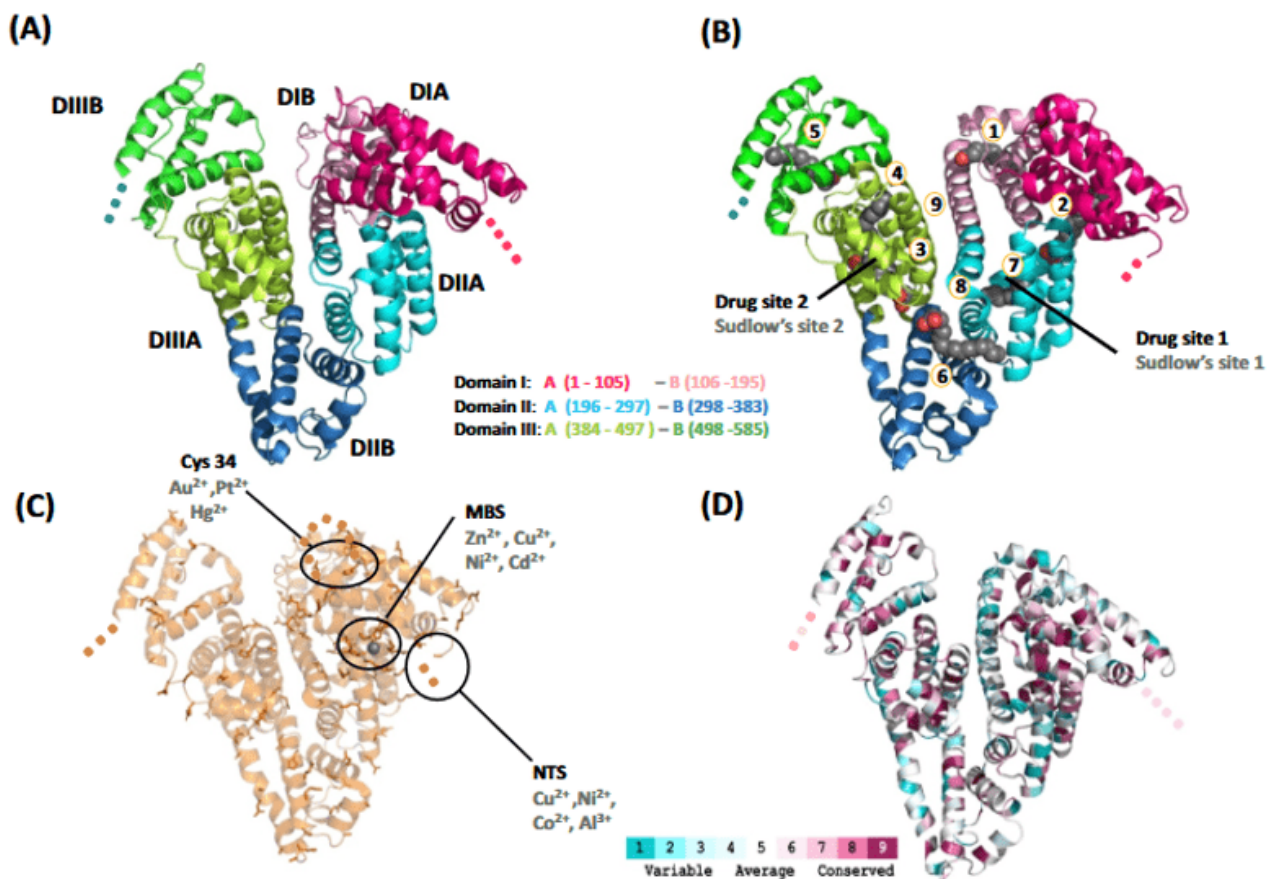 (A)
DIIIB
DIB
DIA
DIIA
DIIIA
DIIB
Domain I: A (1 - 105) – B (106 -195)
Domain II: A (196 - 297) – B (298 -383)
Domain III: A (384 - 497 ) – B (498 -585)
(B)
5
1
4
9
2
3
7
8
6
Drug site 2
Sudlow's site 2
Drug site 1
Sudlow's site 1
(C)
Cys 34
Au²⁺,Pt²⁺
Hg²⁺
MBS
Zn²⁺, Cu²⁺,
Ni²⁺, Cd²⁺
NTS
Cu²⁺,Ni²⁺,
Co²⁺, Al³⁺
(D)
1 2 3 4 5 6 7 8 9
Variable Average Conserved